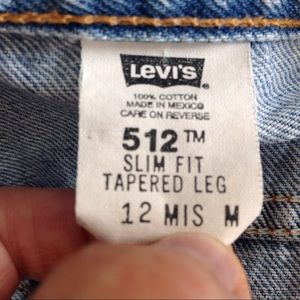 LEVI'S®
100% COTTON
MADE IN MEXICO
CARE ON REVERSE
512™
SLIM FIT
TAPERED LEG
12 MIS M